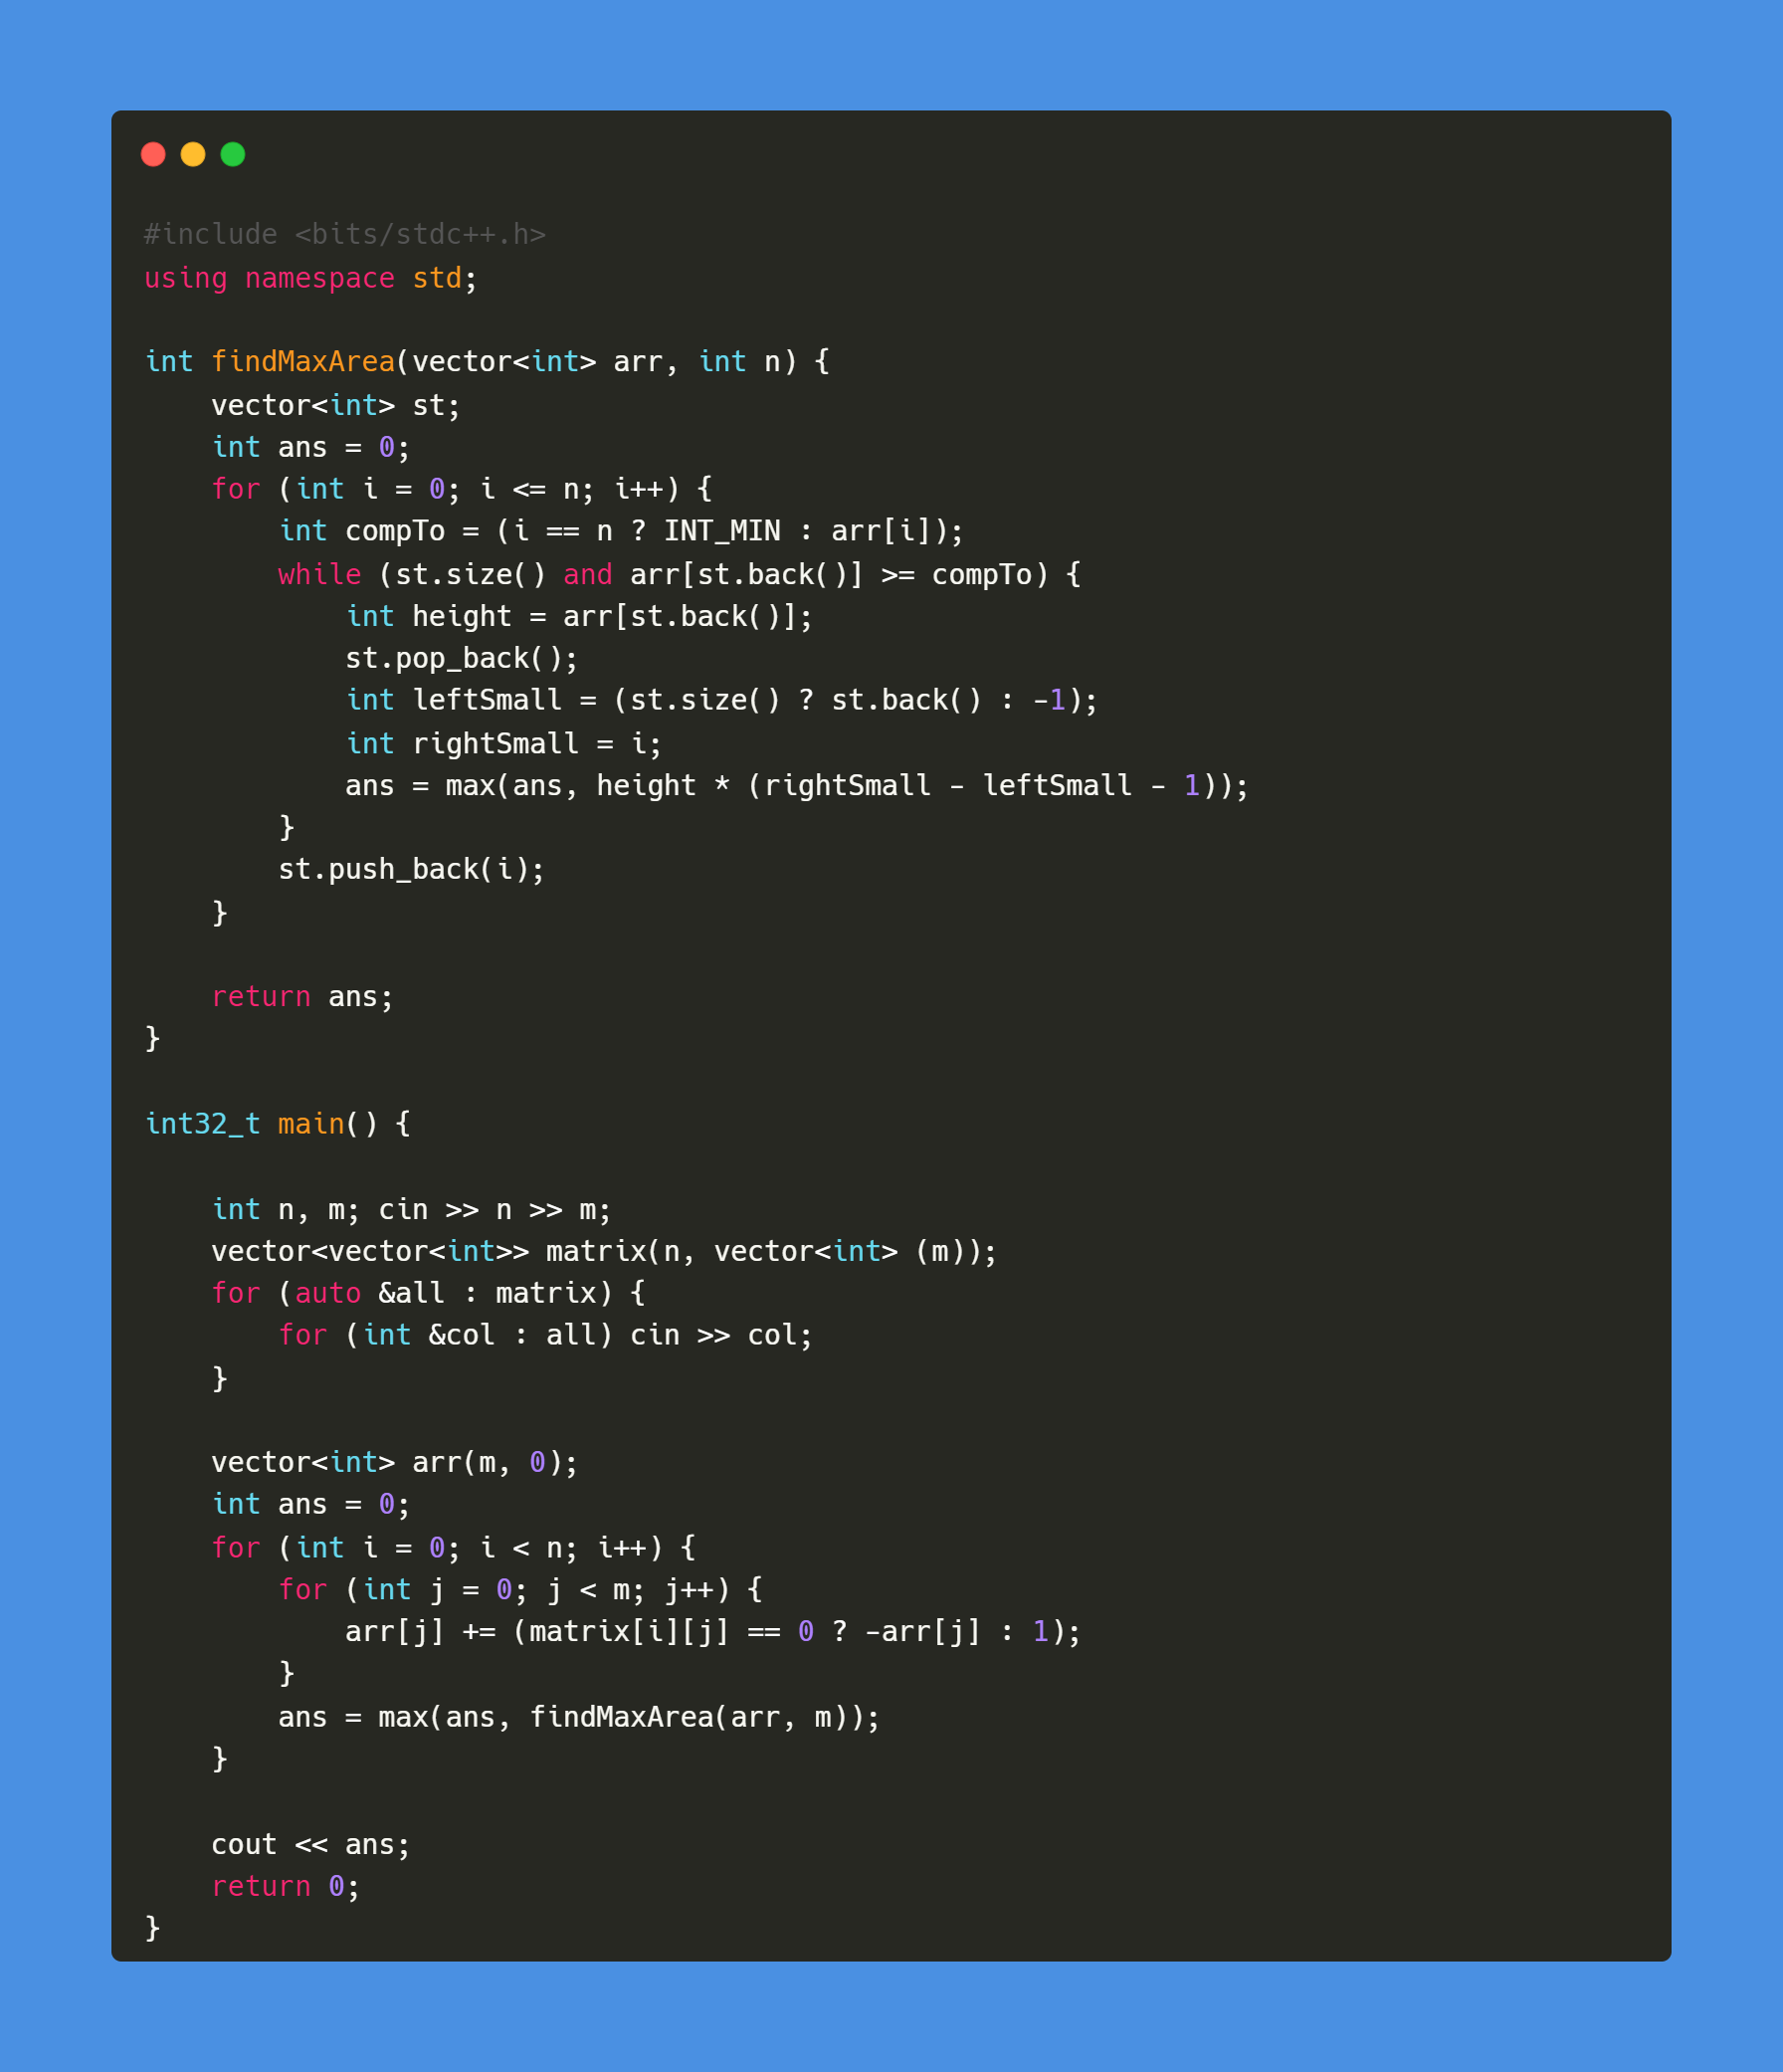 #include <bits/stdc++.h>
using namespace std;

int findMaxArea(vector<int> arr, int n) {
    vector<int> st;
    int ans = 0;
    for (int i = 0; i <= n; i++) {
        int compTo = (i == n ? INT_MIN : arr[i]);
        while (st.size() and arr[st.back()] >= compTo) {
            int height = arr[st.back()];
            st.pop_back();
            int leftSmall = (st.size() ? st.back() : -1);
            int rightSmall = i;
            ans = max(ans, height * (rightSmall - leftSmall - 1));
        }
        st.push_back(i);
    }

    return ans;
}

int32_t main() {

    int n, m; cin >> n >> m;
    vector<vector<int>> matrix(n, vector<int> (m));
    for (auto &all : matrix) {
        for (int &col : all) cin >> col;
    }

    vector<int> arr(m, 0);
    int ans = 0;
    for (int i = 0; i < n; i++) {
        for (int j = 0; j < m; j++) {
            arr[j] += (matrix[i][j] == 0 ? -arr[j] : 1);
        }
        ans = max(ans, findMaxArea(arr, m));
    }

    cout << ans;
    return 0;
}